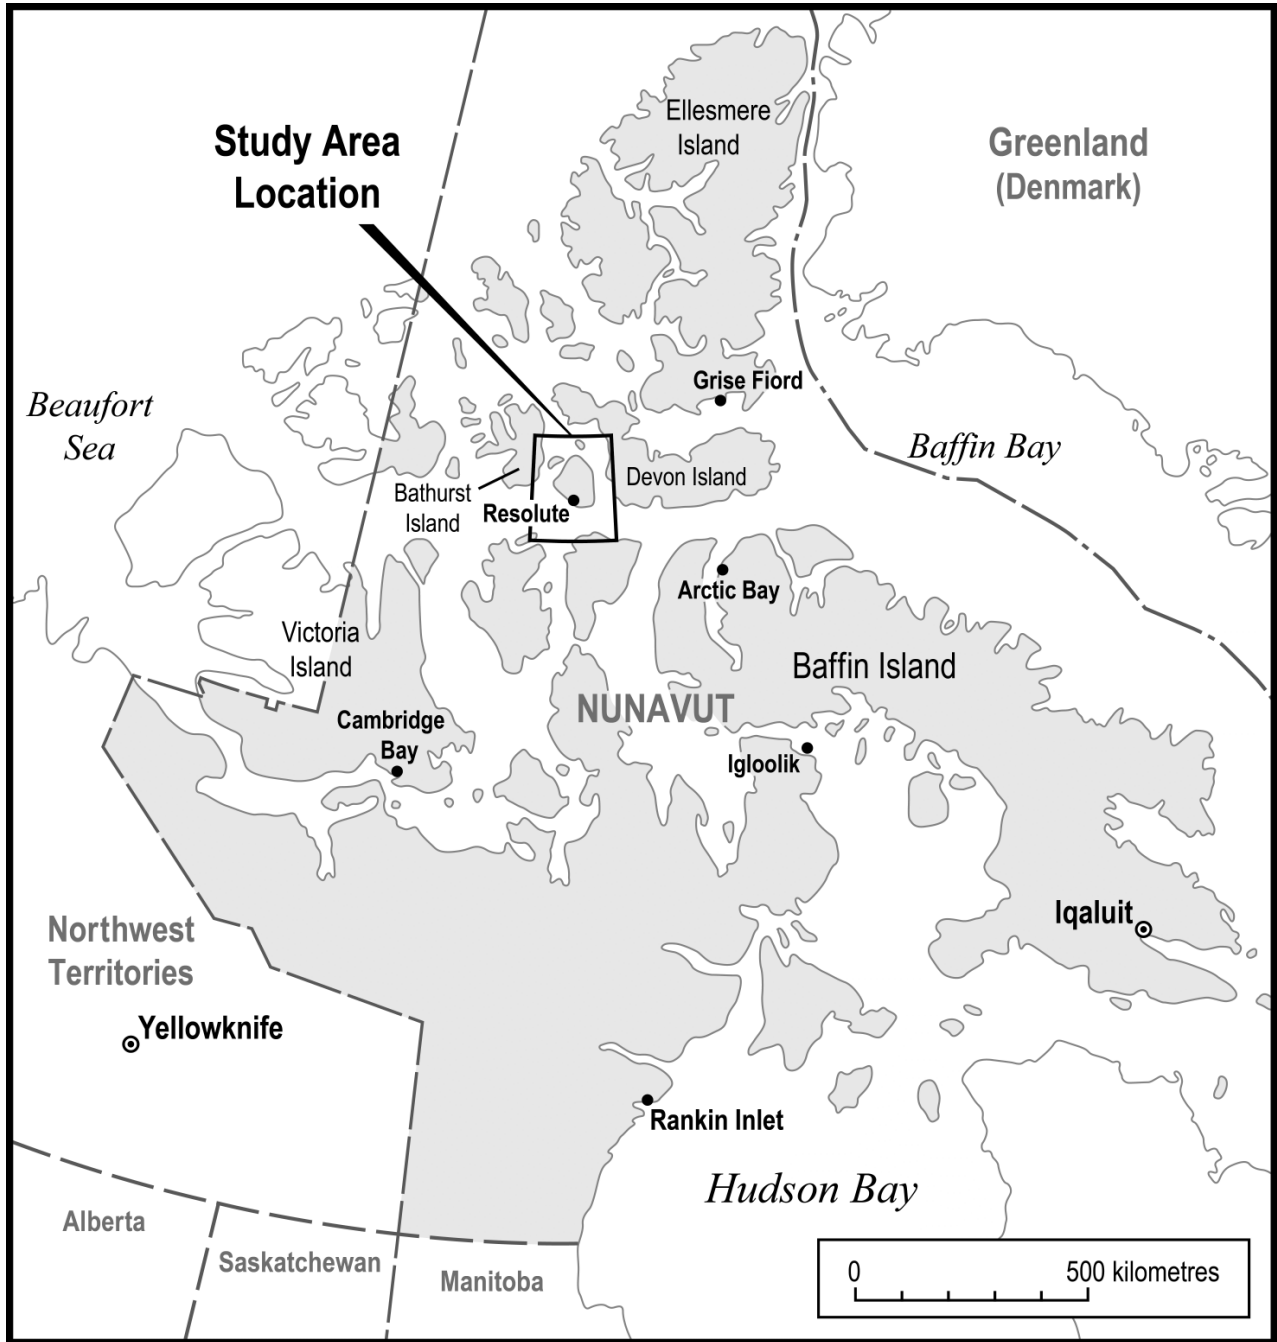 Ellesmere
Island
Study Area
Location
Greenland
(Denmark)
Grise Fiord
Beaufort
Sea
Baffin Bay
Devon Island
Bathurst
Island
Resolute
Arctic Bay
Victoria
Island
Baffin Island
NUNAVUT
Cambridge
Bay
Igloolik
Iqaluit
Northwest
Territories
Yellowknife
Rankin Inlet
Hudson Bay
Alberta
Saskatchewan
Manitoba
0 500 kilometres